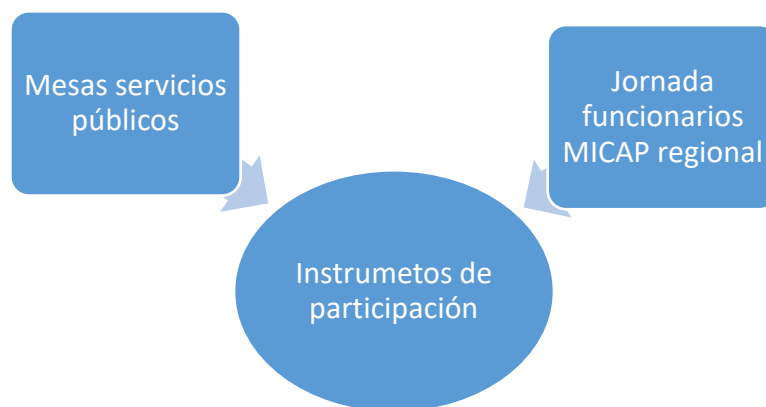 Mesas servicios
públicos
Jornada
funcionarios
MICAP regional
Instrumetos de
participación